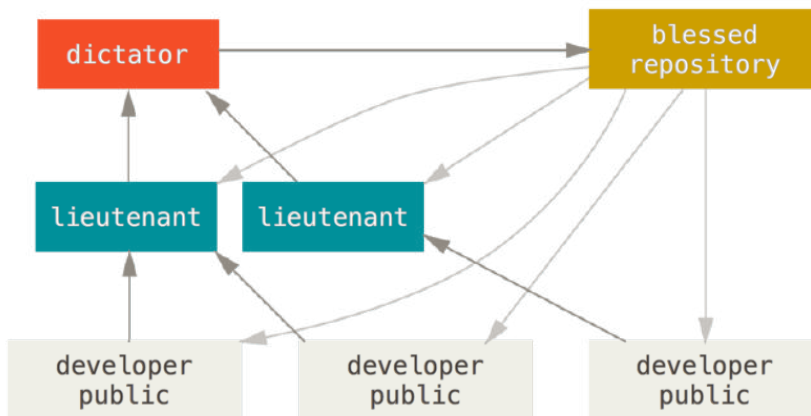 dictator
blessed
repository
lieutenant
lieutenant
developer
public
developer
public
developer
public